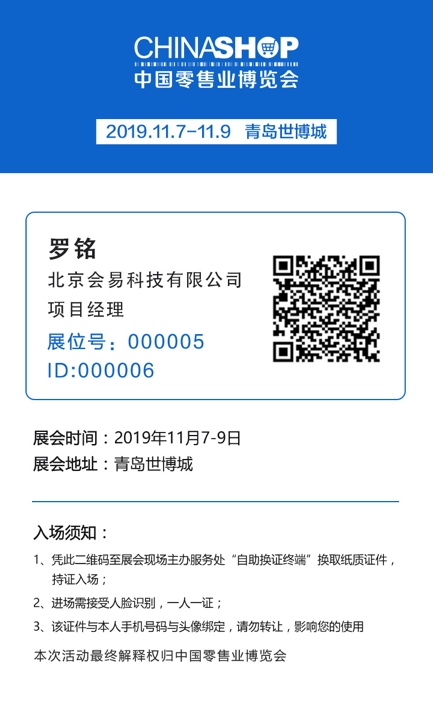 CHINASHOP
中国零售业博览会
2019.11.7-11.9 青岛世博城
罗铭
北京会易科技有限公司
项目经理
展位号：000005
ID:000006
展会时间：2019年11月7-9日
展会地址：青岛世博城
入场须知：
1、凭此二维码至展会现场主办服务处“自助换证终端”换取纸质证件，
持证入场；
2、进场需接受人脸识别，一人一证；
3、该证件与本人手机号码与头像绑定，请勿转让，影响您的使用
本次活动最终解释权归中国零售业博览会